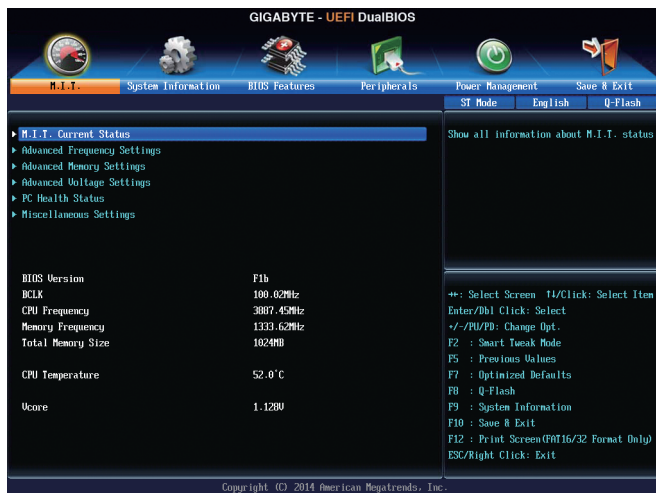 GIGABYTE - UEFI DualBIOS
M.I.T. System Information BIOS Features Peripherals Power Management Save & Exit
ST Mode English Q-Flash
M.I.T. Current Status
Advanced Frequency Settings
Advanced Memory Settings
Advanced Voltage Settings
PC Health Status
Miscellaneous Settings
BIOS Version F1b
BCLK 100.02MHz
CPU Frequency 3887.45MHz
Memory Frequency 1333.62MHz
Total Memory Size 1024MB
CPU Temperature 52.0°C
Vcore 1.128V
Show all information about M.I.T. status
→←: Select Screen ↑↓/Click: Select Item
Enter/Dbl Click: Select
+/-/PU/PD: Change Opt.
F2 : Smart Tweak Mode
F5 : Previous Values
F7 : Optimized Defaults
F8 : Q-Flash
F9 : System Information
F10 : Save & Exit
F12 : Print Screen(FAT16/32 Format Only)
ESC/Right Click: Exit
Copyright (C) 2014 American Megatrends, Inc.